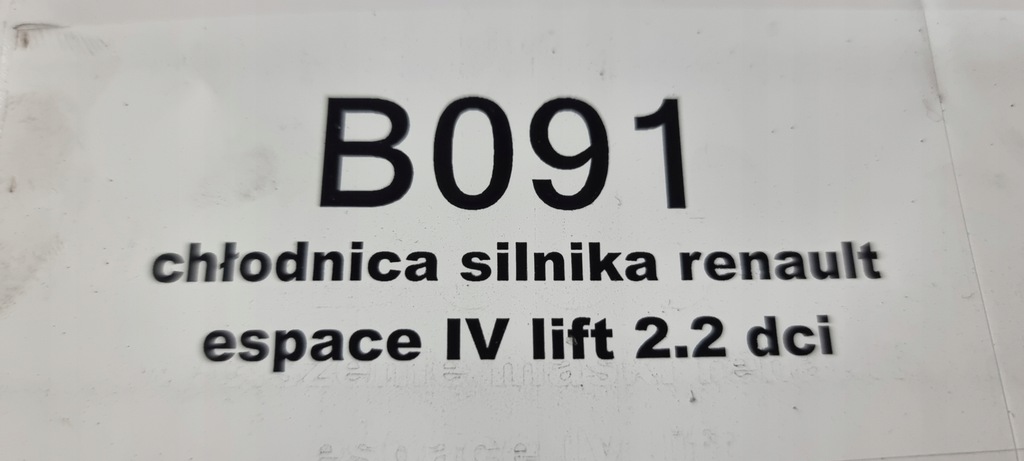 B091
chłodnica silnika renault
espace IV lift 2.2 dci